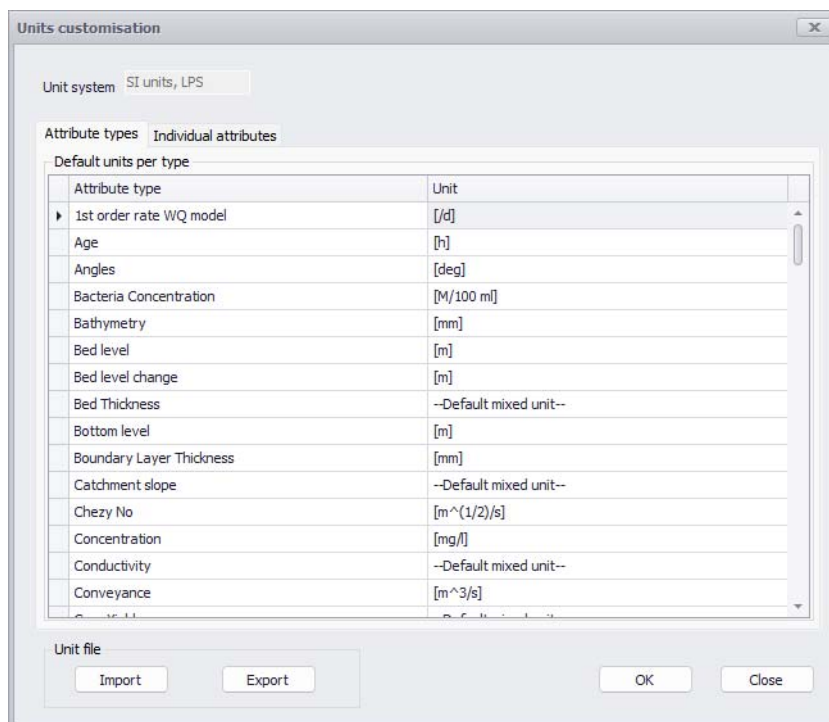 Units customisation
Unit system SI units, LPS
Attribute types Individual attributes
Default units per type
Attribute type Unit
1st order rate WQ model [/d]
Age [h]
Angles [deg]
Bacteria Concentration [M/100 ml]
Bathymetry [mm]
Bed level [m]
Bed level change [m]
Bed Thickness --Default mixed unit--
Bottom level [m]
Boundary Layer Thickness [mm]
Catchment slope --Default mixed unit--
Chezy No [m^(1/2)/s]
Concentration [mg/l]
Conductivity --Default mixed unit--
Conveyance [m^3/s]
Unit file
Import Export OK Close